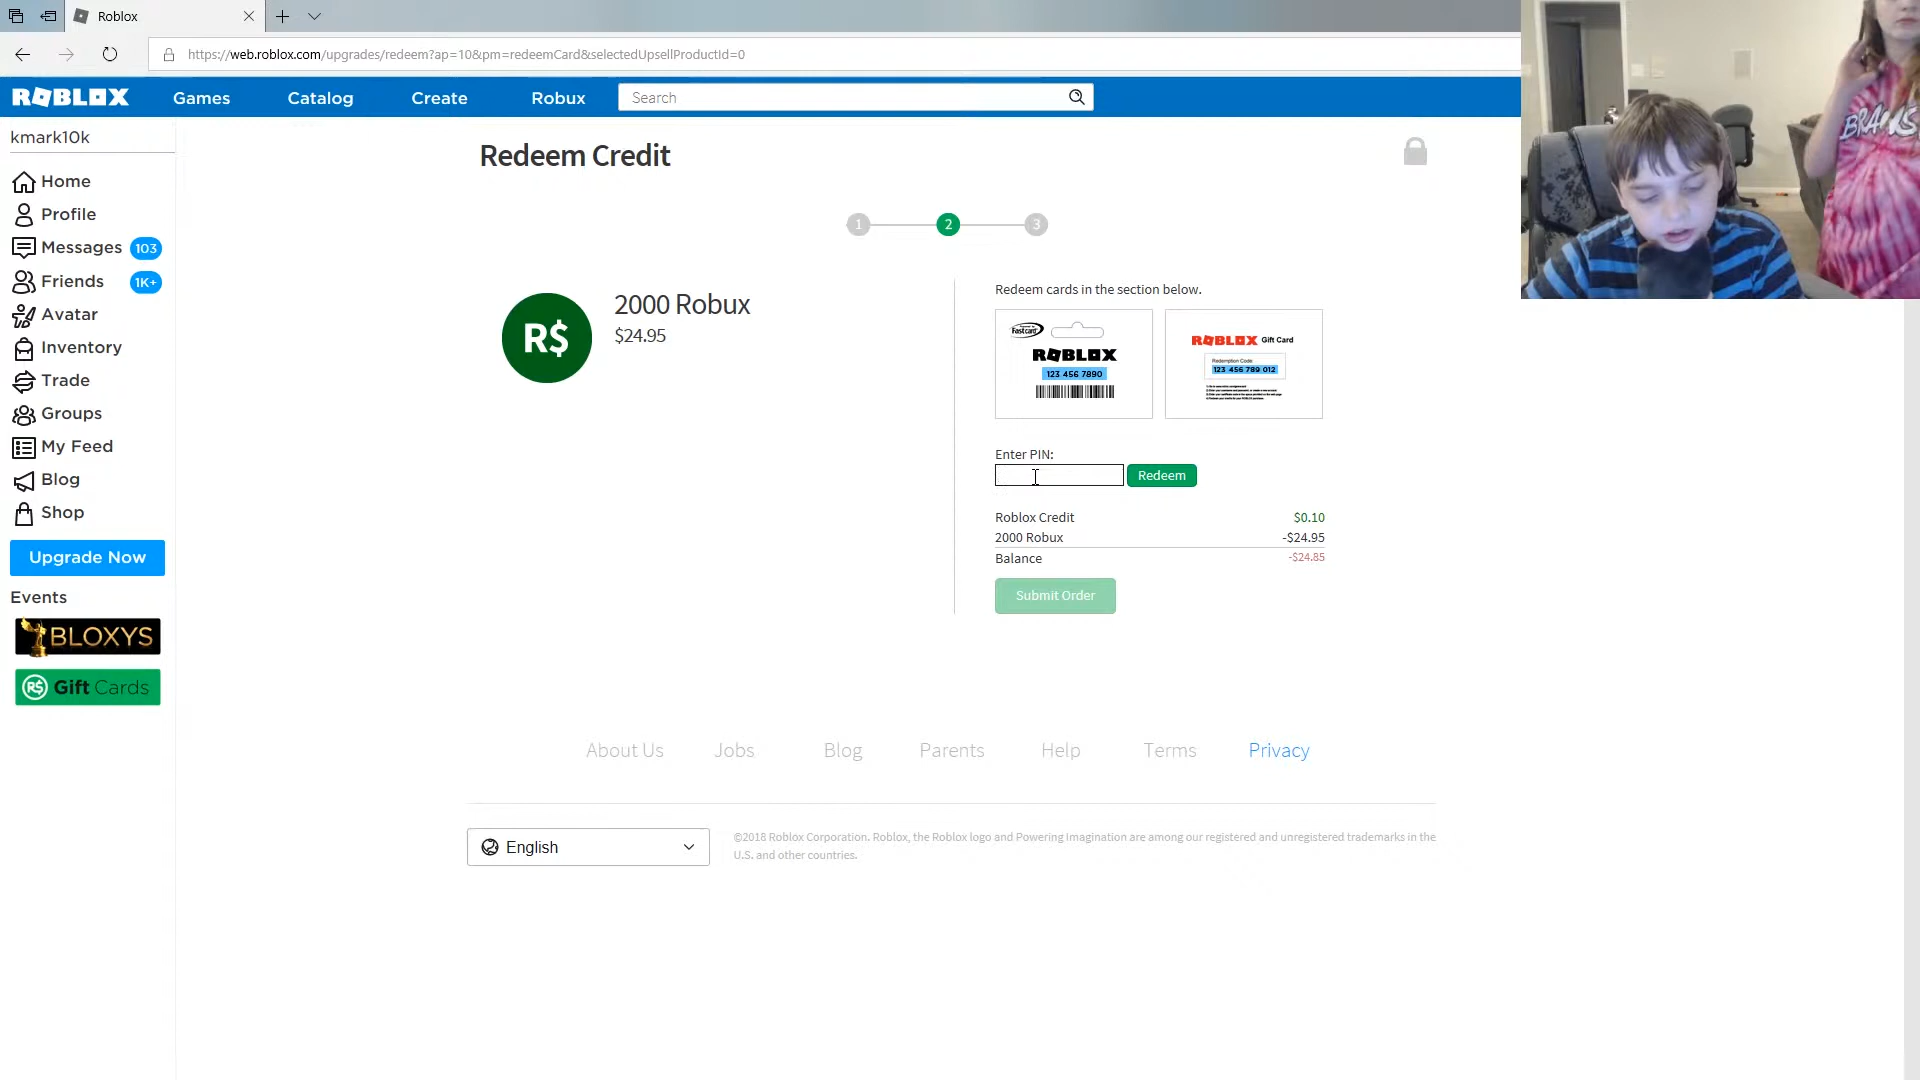 Roblox
https://web.roblox.com/upgrades/redeem?ap=10&pm=redeemCard&selectedUpsellProductId=0
ROBLOX
Games
Catalog
Create
Robux
Search
kmark10k
Home
Profile
Messages 103
Friends 1K+
Avatar
Inventory
Trade
Groups
My Feed
Blog
Shop
Upgrade Now
Events
BLOXYS
R$ Gift Cards
Redeem Credit
1
2
3
R$
2000 Robux
$24.95
Redeem cards in the section below.
Fastcard
ROBLOX
123 456 7890
ROBLOX Gift Card
Redemption Code:
123 456 789 012
Enter PIN:
Redeem
Roblox Credit $0.10
2000 Robux -$24.95
Balance -$24.85
Submit Order
About Us
Jobs
Blog
Parents
Help
Terms
Privacy
English
©2018 Roblox Corporation. Roblox, the Roblox logo and Powering Imagination are among our registered and unregistered trademarks in the
U.S. and other countries.